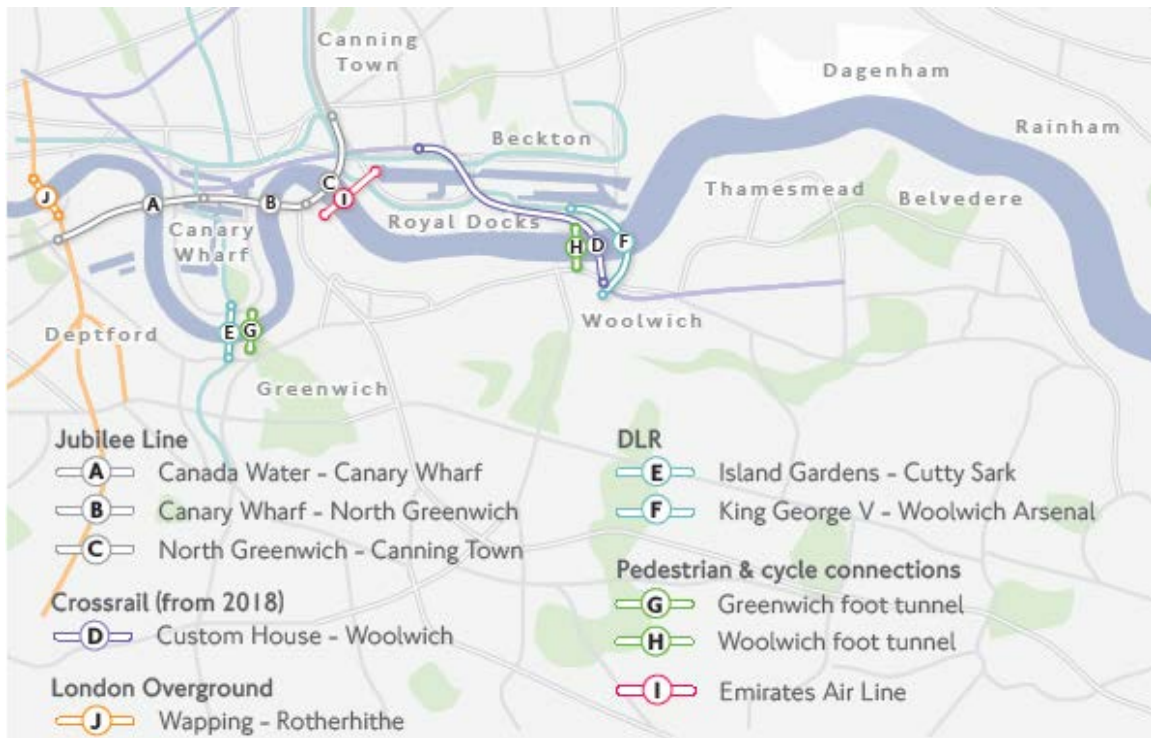 Canning
Town
Dagenham
Rainham
Beckton
Thamesmead
Belvedere
C
I
J
A
B
Royal Docks
Canary
Wharf
H
D
F
Woolwich
Deptford
E
G
Greenwich
Jubilee Line
A Canada Water - Canary Wharf
B Canary Wharf - North Greenwich
C North Greenwich - Canning Town
Crossrail (from 2018)
D Custom House - Woolwich
London Overground
J Wapping - Rotherhithe
DLR
E Island Gardens - Cutty Sark
F King George V - Woolwich Arsenal
Pedestrian & cycle connections
G Greenwich foot tunnel
H Woolwich foot tunnel
I Emirates Air Line